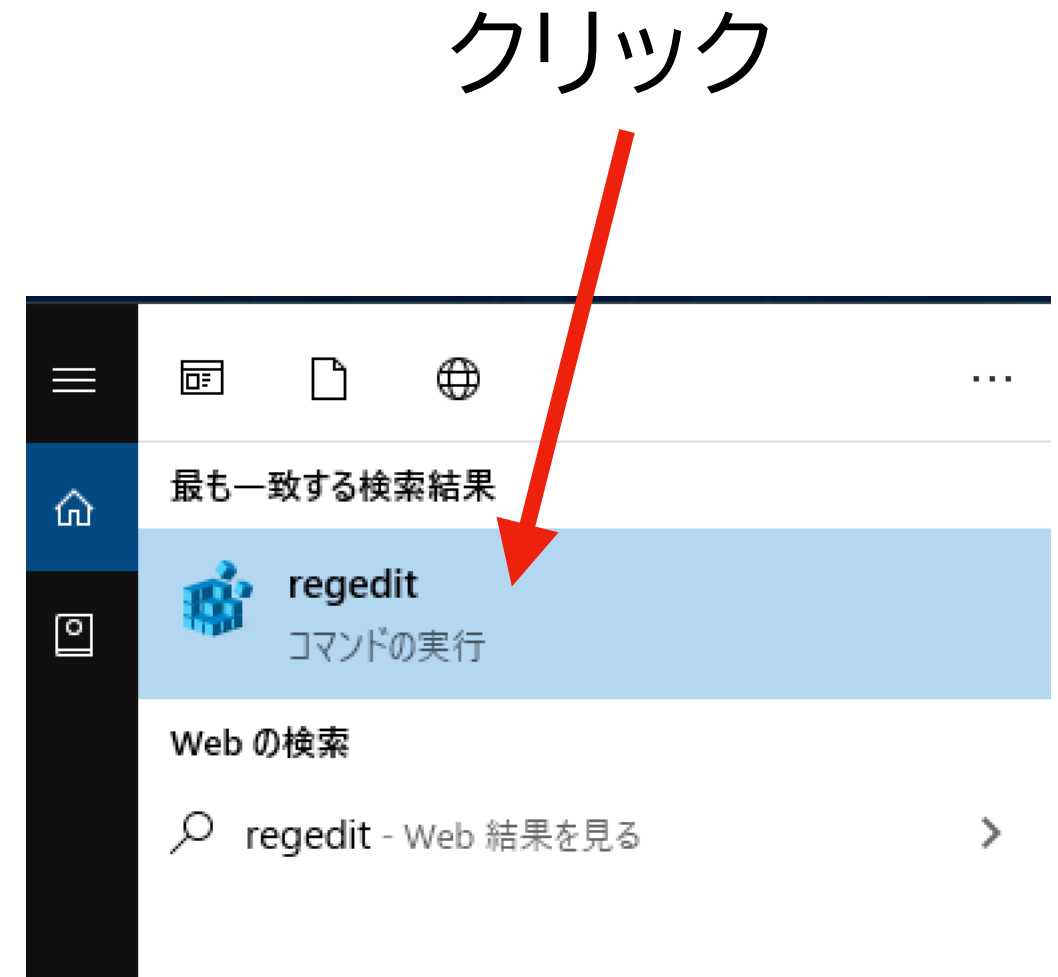 クリック
...
最も一致する検索結果
regedit
コマンドの実行
Web の検索
regedit - Web 結果を見る